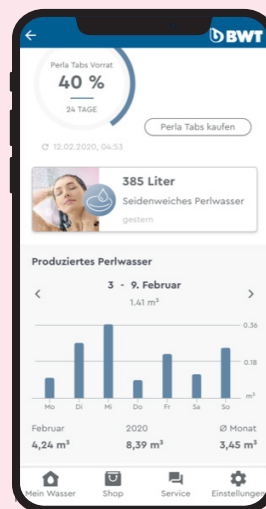 BWT
Perla Tabs Vorrat
40 %
24 TAGE
Perla Tabs kaufen
12.02.2020, 04:53
385 Liter
Seidenweiches Perlwasser
gestern
Produziertes Perlwasser
3 - 9. Februar
1.41 m³
0.36
0.18
m³
Mo Di Mi Do Fr Sa So
Februar 2020 Ø Monat
4,24 m³ 8,39 m³ 3,45 m³
Mein Wasser Shop Service Einstellungen